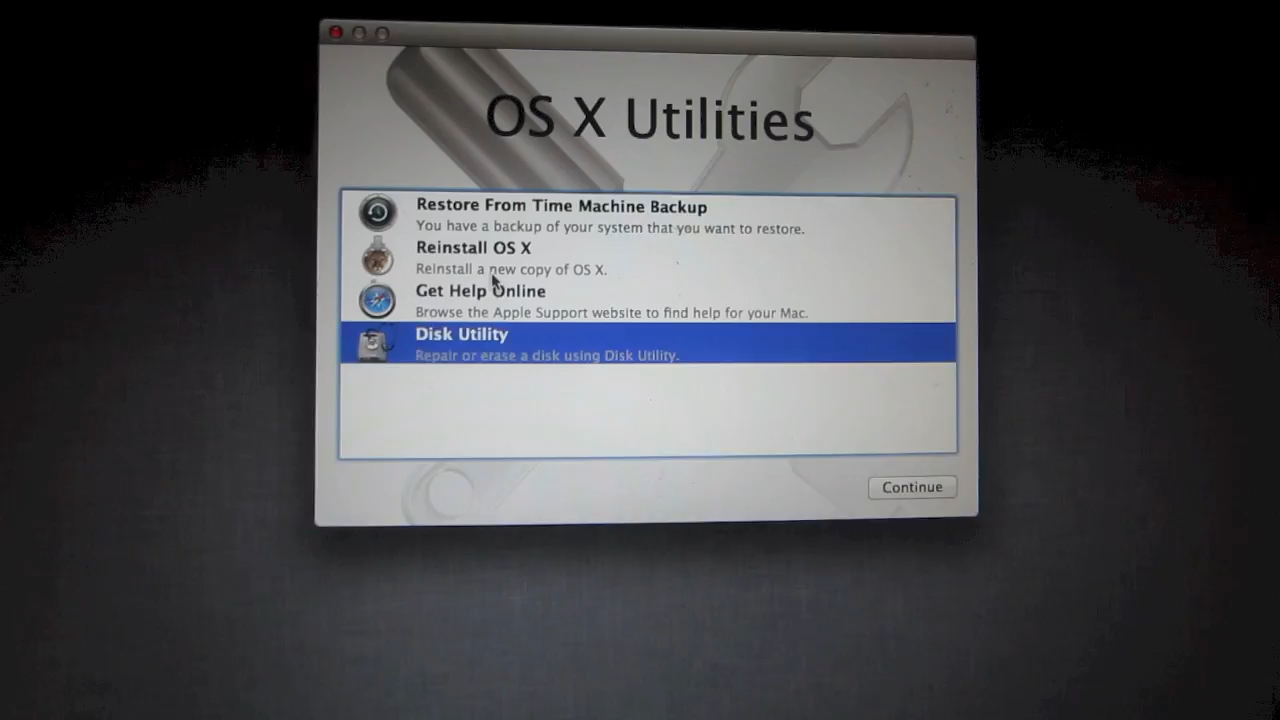 OS X Utilities
Restore From Time Machine Backup
You have a backup of your system that you want to restore.
Reinstall OS X
Reinstall a new copy of OS X.
Get Help Online
Browse the Apple Support website to find help for your Mac.
Disk Utility
Repair or erase a disk using Disk Utility.
Continue